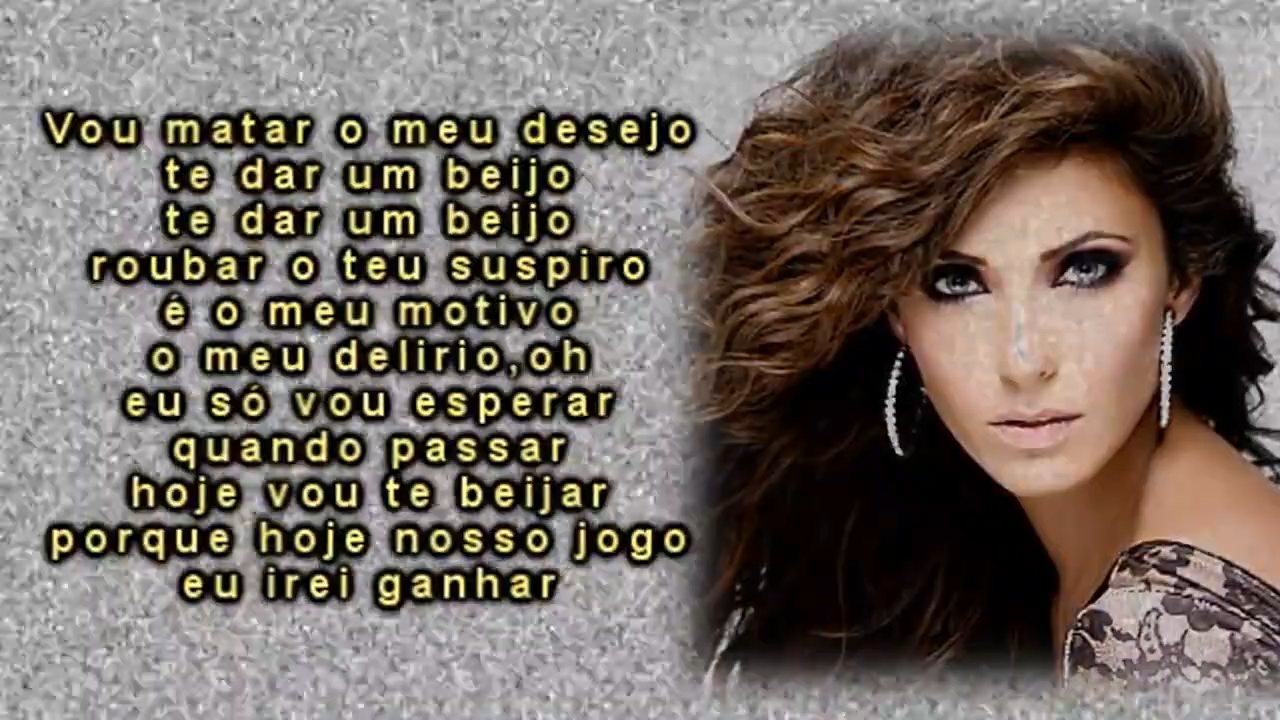 Vou matar o meu desejo
te dar um beijo
te dar um beijo
roubar o teu suspiro
é o meu motivo
o meu delirio,oh
eu só vou esperar
quando passar
hoje vou te beijar
porque hoje nosso jogo
eu irei ganhar